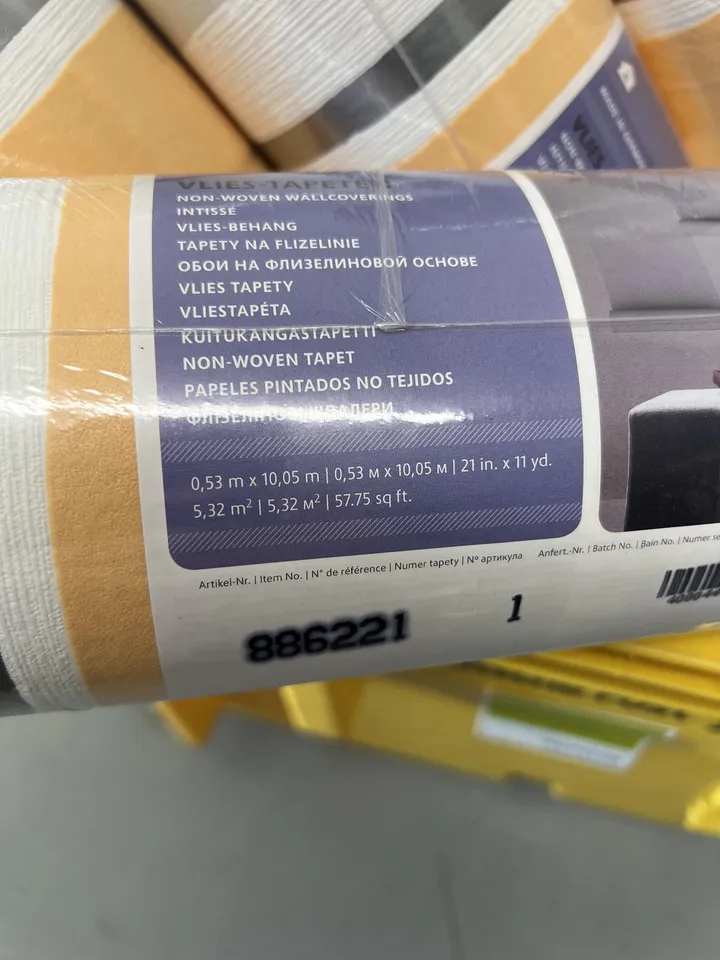 VLIES
VLIES-TAPETEN
NON-WOVEN WALLCOVERINGS
INTISSÉ
VLIES-BEHANG
TAPETY NA FLIZELINIE
ОБОИ НА ФЛИЗЕЛИНОВОЙ ОСНОВЕ
VLIES TAPETY
VLIESTAPÉTA
KUITUKANGASTAPETTI
NON-WOVEN TAPET
PAPELES PINTADOS NO TEJIDOS
0,53 m x 10,05 m | 0,53 м x 10,05 м | 21 in. x 11 yd.
5,32 m² | 5,32 м² | 57.75 sq ft.
Artikel-Nr. | Item No. | N° de référence | Numer tapety | № артикула
Anfert.-Nr. | Batch No. | Bain No. | Numer
886221
1